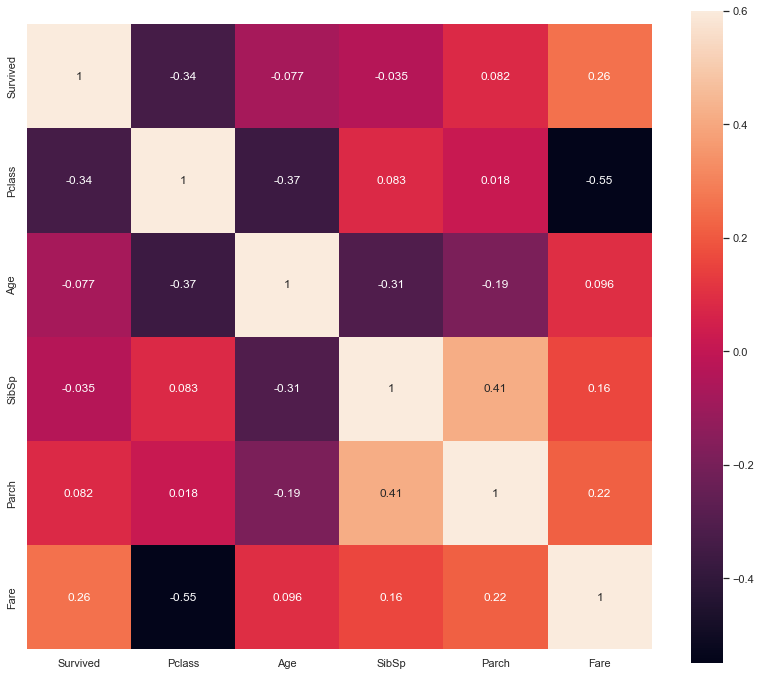 Survived 1 -0.34 -0.077 -0.035 0.082 0.26
Pclass -0.34 1 -0.37 0.083 0.018 -0.55
Age -0.077 -0.37 1 -0.31 -0.19 0.096
SibSp -0.035 0.083 -0.31 1 0.41 0.16
Parch 0.082 0.018 -0.19 0.41 1 0.22
Fare 0.26 -0.55 0.096 0.16 0.22 1
Survived Pclass Age SibSp Parch Fare
0.6
0.4
0.2
0.0
−0.2
−0.4